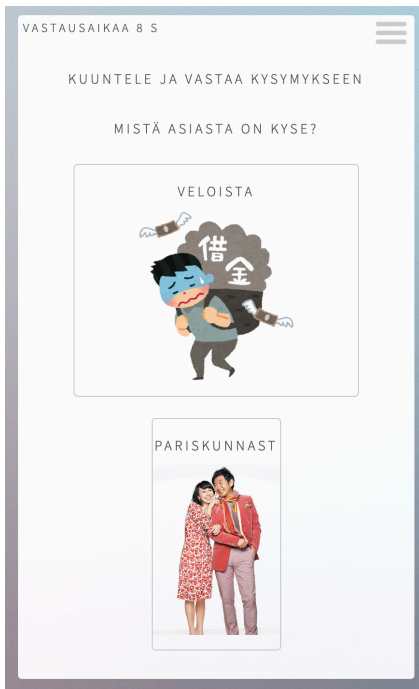 VASTAUSAIKAA 8 S
KUUNTELE JA VASTAA KYSYMYKSEEN
MISTÄ ASIASTA ON KYSE?
VELOISTA
借
金
PARISKUNNAST